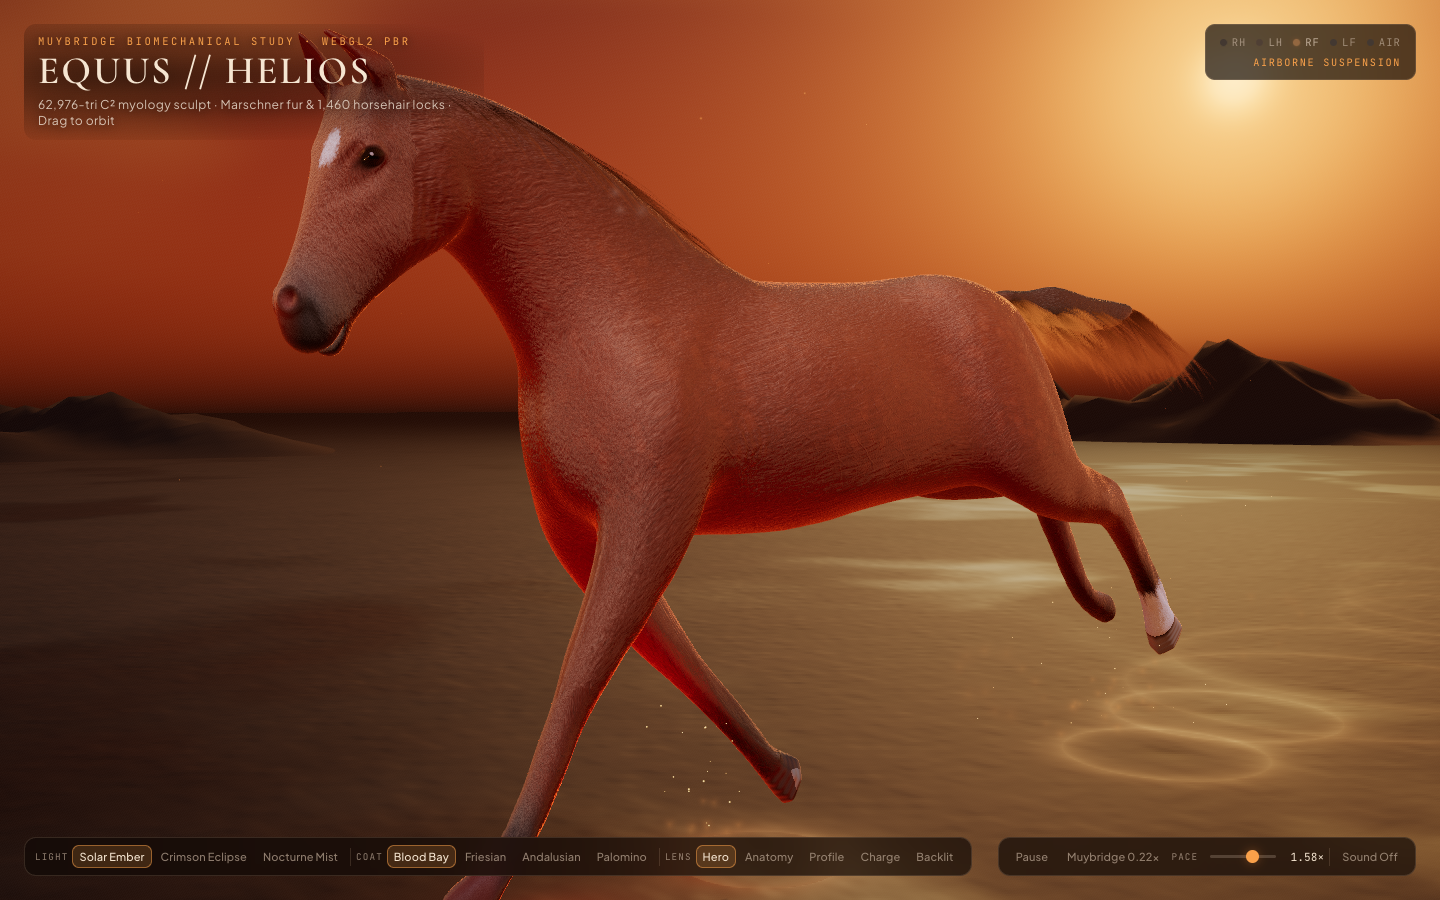 MUYBRIDGE BIOMECHANICAL STUDY · WEBGL2 PBR
EQUUS // HELIOS
62,976-tri C² myology sculpt · Marschner fur & 1,460 horsehair locks ·
Drag to orbit
RH LH RF LF AIR
AIRBORNE SUSPENSION
LIGHT Solar Ember Crimson Eclipse Nocturne Mist COAT Blood Bay Friesian Andalusian Palomino LENS Hero Anatomy Profile Charge Backlit
Pause Muybridge 0.22× PACE 1.58× Sound Off